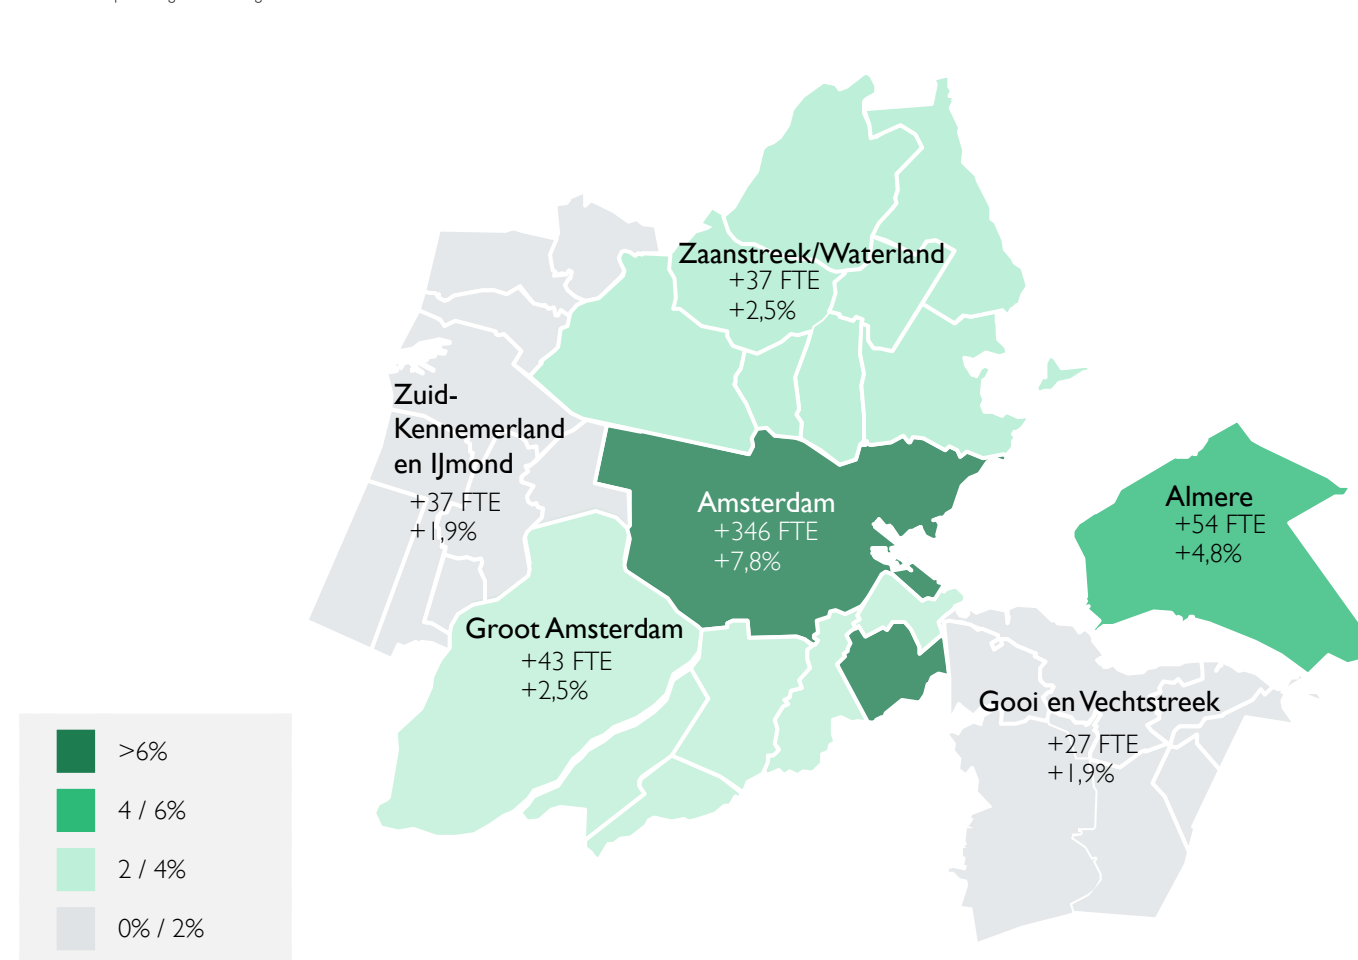 Zaanstreek/Waterland
+37 FTE
+2,5%
Zuid-
Kennemerland
en IJmond
+37 FTE
+1,9%
Amsterdam
+346 FTE
+7,8%
Almere
+54 FTE
+4,8%
Groot Amsterdam
+43 FTE
+2,5%
Gooi en Vechtstreek
+27 FTE
+1,9%
>6%
4 / 6%
2 / 4%
0% / 2%